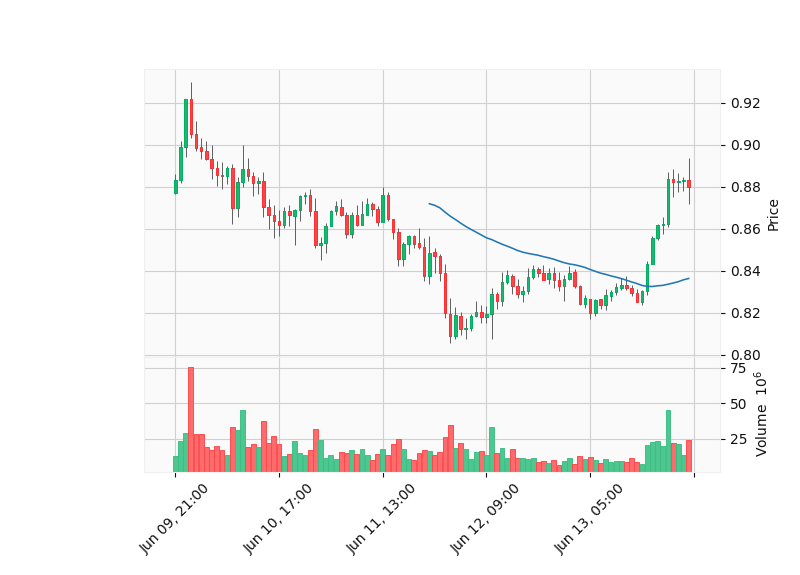 0.92
0.90
0.88
0.86
0.84
0.82
0.80
Price
75
50
25
Volume 10^6
Jun 09, 21:00
Jun 10, 17:00
Jun 11, 13:00
Jun 12, 09:00
Jun 13, 05:00